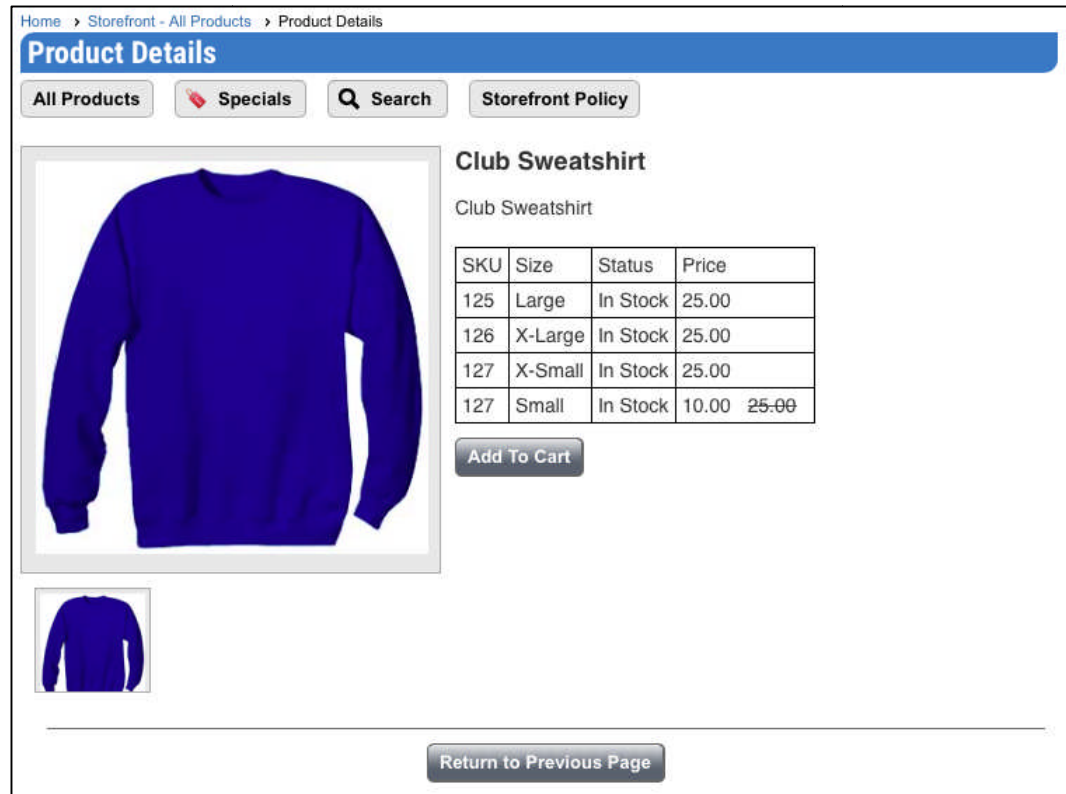 Home > Storefront - All Products > Product Details
Product Details
All Products Specials Search Storefront Policy
Club Sweatshirt
Club Sweatshirt
SKU Size Status Price
125 Large In Stock 25.00
126 X-Large In Stock 25.00
127 X-Small In Stock 25.00
127 Small In Stock 10.00 25.00
Add To Cart
Return to Previous Page